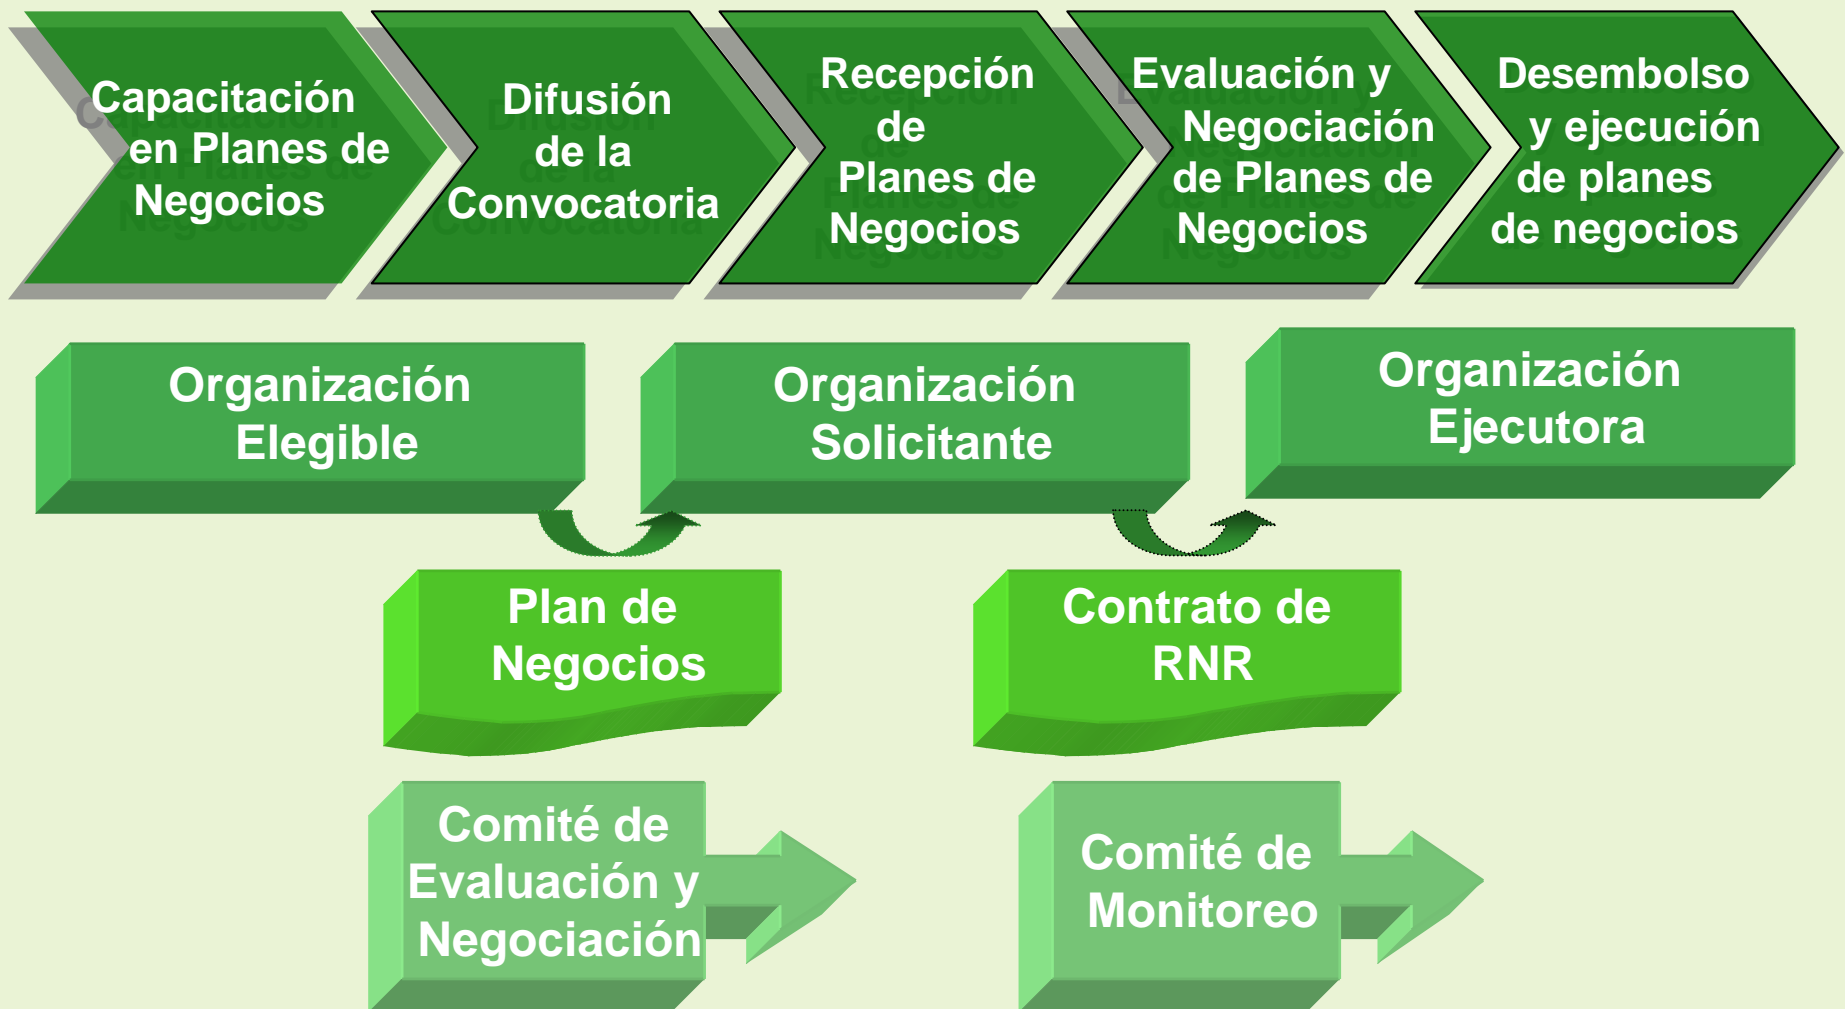 Capacitación
en Planes de
Negocios
Difusión
de la
Convocatoria
Recepción
de
Planes de
Negocios
Evaluación y
Negociación
de Planes de
Negocios
Desembolso
y ejecución
de planes
de negocios
Organización
Elegible
Organización
Solicitante
Organización
Ejecutora
Plan de
Negocios
Contrato de
RNR
Comité de
Evaluación y
Negociación
Comité de
Monitoreo